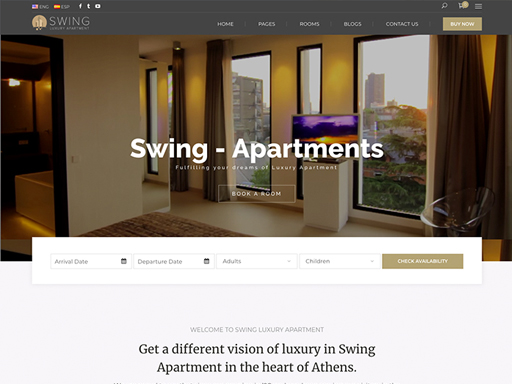 ENG ESP
SWING
LUXURY APARTMENT
HOME PAGES ROOMS BLOGS CONTACT US BUY NOW
Swing - Apartments
Fulfilling your dreams of Luxury Apartment
BOOK A ROOM
Arrival Date Departure Date Adults Children CHECK AVAILABILITY
WELCOME TO SWING LUXURY APARTMENT
Get a different vision of luxury in Swing
Apartment in the heart of Athens.